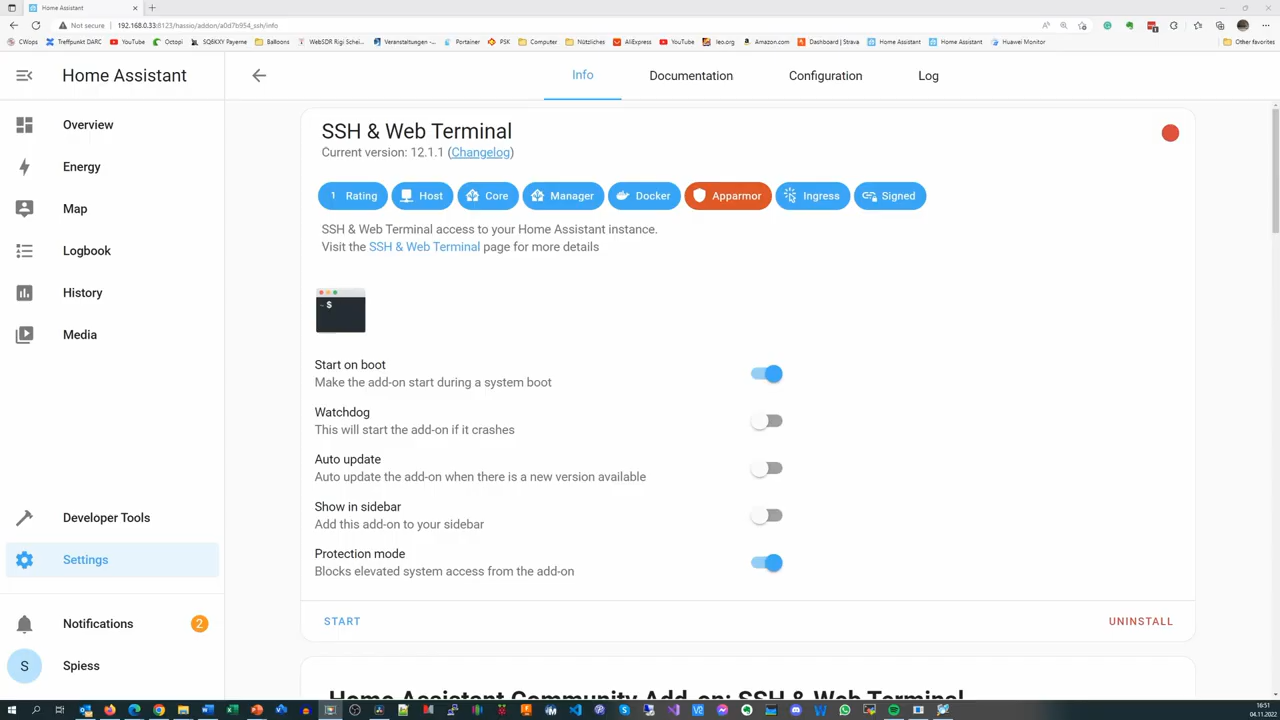 Home Assistant
Not secure
192.168.0.33:8123/hassio/addon/a0d7b954_ssh/info
CWops
Treffpunkt DARC
YouTube
Octopi
SQ6KXY Payerne
Balloons
WebSDR Rigi Schei...
Veranstaltungen -...
Portainer
PSK
Computer
Nützliches
AliExpress
YouTube
leo.org
Amazon.com
Dashboard | Strava
Home Assistant
Home Assistant
Huawei Monitor
Other favorites
Home Assistant
Info
Documentation
Configuration
Log
Overview
Energy
Map
Logbook
History
Media
Developer Tools
Settings
Notifications
2
S
Spiess
SSH & Web Terminal
Current version: 12.1.1 (Changelog)
1 Rating
Host
Core
Manager
Docker
Apparmor
Ingress
Signed
SSH & Web Terminal access to your Home Assistant instance.
Visit the SSH & Web Terminal page for more details
~ $
Start on boot
Make the add-on start during a system boot
Watchdog
This will start the add-on if it crashes
Auto update
Auto update the add-on when there is a new version available
Show in sidebar
Add this add-on to your sidebar
Protection mode
Blocks elevated system access from the add-on
START
UNINSTALL
Home Assistant Community Add-on: SSH & Web Terminal
16:51
04.11.2022